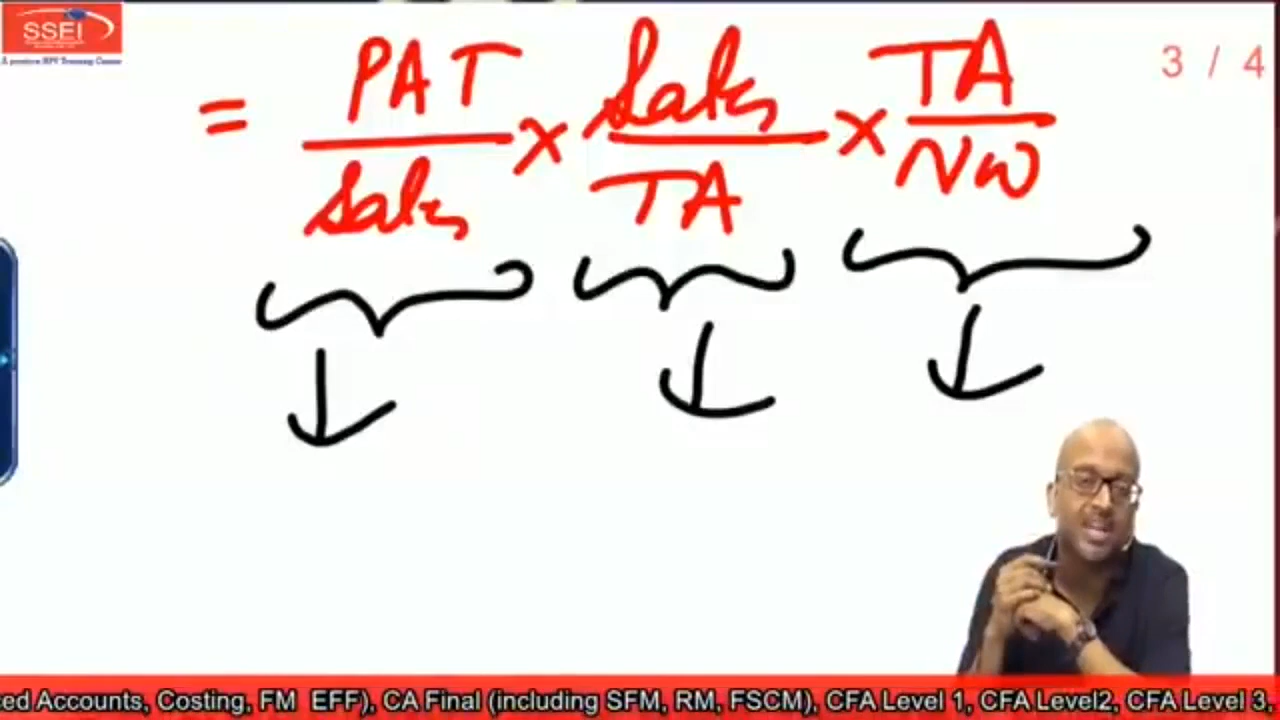 SSEI
3 / 4
= PAT/Sales × Sales/TA × TA/NW
ced Accounts, Costing, FM EFF), CA Final (including SFM, RM, FSCM), CFA Level 1, CFA Level2, CFA Level 3,